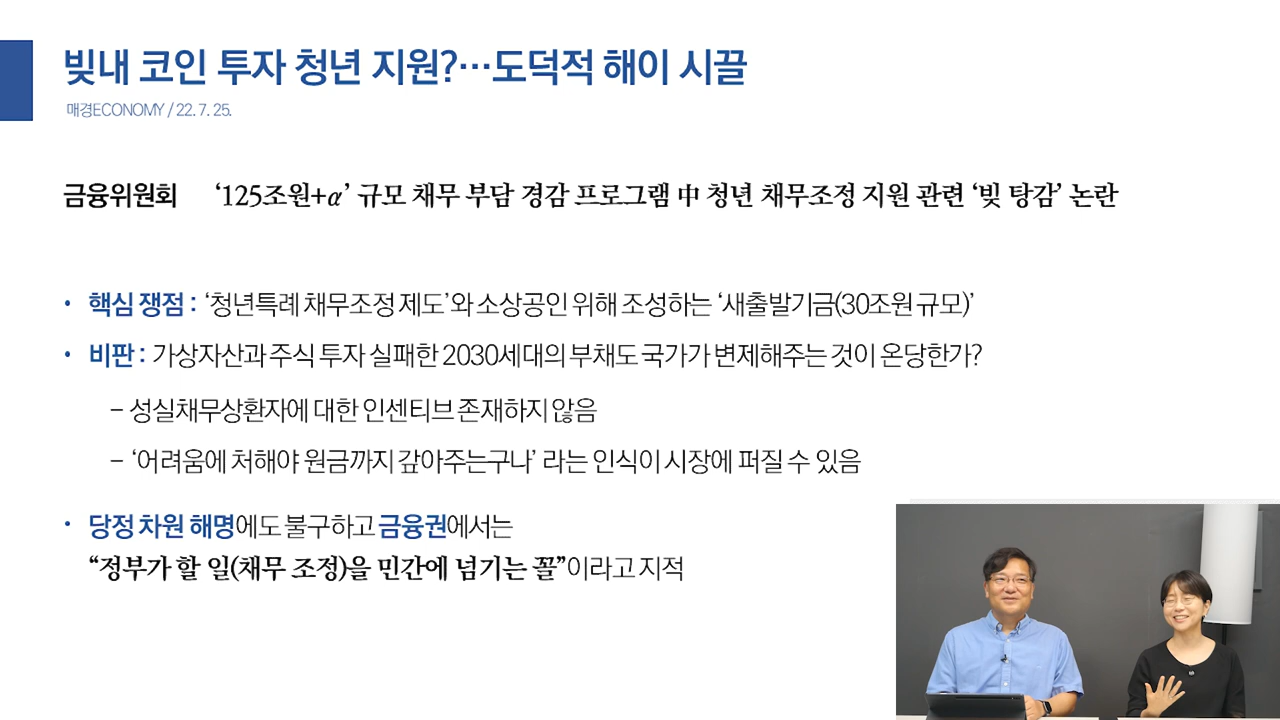 빚내 코인 투자 청년 지원?…도덕적 해이 시끌
매경ECONOMY / 22. 7. 25.
금융위원회 ‘125조원+α’ 규모 채무 부담 경감 프로그램 中 청년 채무조정 지원 관련 ‘빚 탕감’ 논란
• 핵심 쟁점 : ‘청년특례 채무조정 제도’와 소상공인 위해 조성하는 ‘새출발기금(30조원 규모)’
• 비판 : 가상자산과 주식 투자 실패한 2030세대의 부채도 국가가 변제해주는 것이 온당한가?
– 성실채무상환자에 대한 인센티브 존재하지 않음
– ‘어려움에 처해야 원금까지 갚아주는구나’ 라는 인식이 시장에 퍼질 수 있음
• 당정 차원 해명에도 불구하고 금융권에서는
“정부가 할 일(채무 조정)을 민간에 넘기는 꼴”이라고 지적